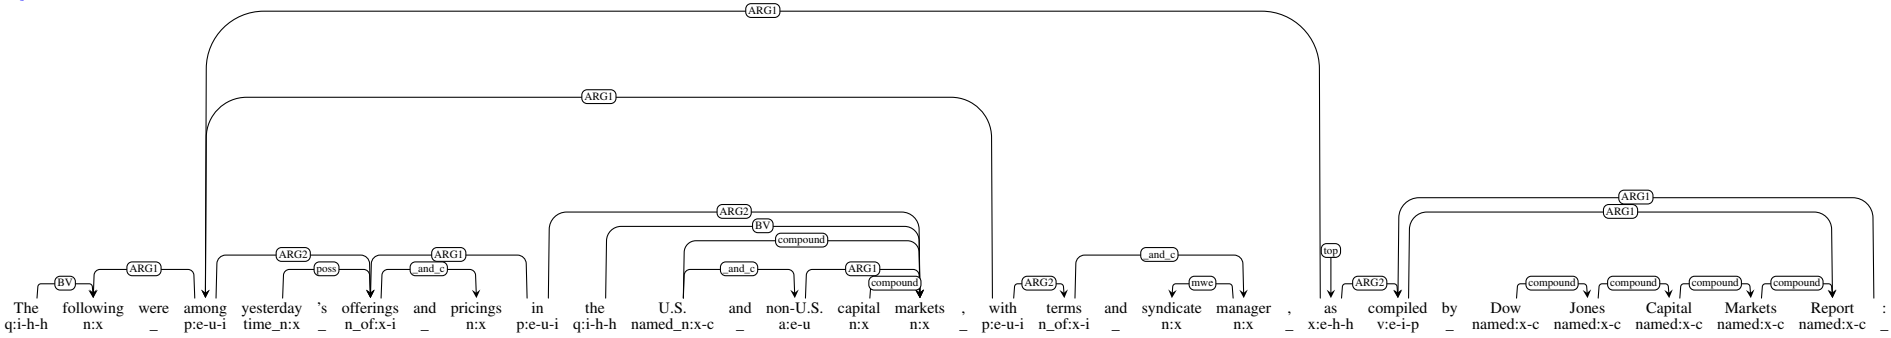 ARG1
ARG1
ARG1
ARG2 ARG1
BV
compound top
ARG2 ARG1 _and_c
BV ARG1 poss _and_c _and_c ARG1
compound ARG2 mwe ARG2 compound compound compound compound
The following were among yesterday 's offerings and pricings in the U.S. and non-U.S. capital markets , with terms and syndicate manager , as compiled by Dow Jones Capital Markets Report :
q:i-h-h n:x _ p:e-u-i time_n:x _ n_of:x-i _ n:x p:e-u-i q:i-h-h named_n:x-c _ a:e-u n:x n:x _ p:e-u-i n_of:x-i _ n:x n:x _ x:e-h-h v:e-i-p _ named:x-c named:x-c named:x-c named:x-c named:x-c _